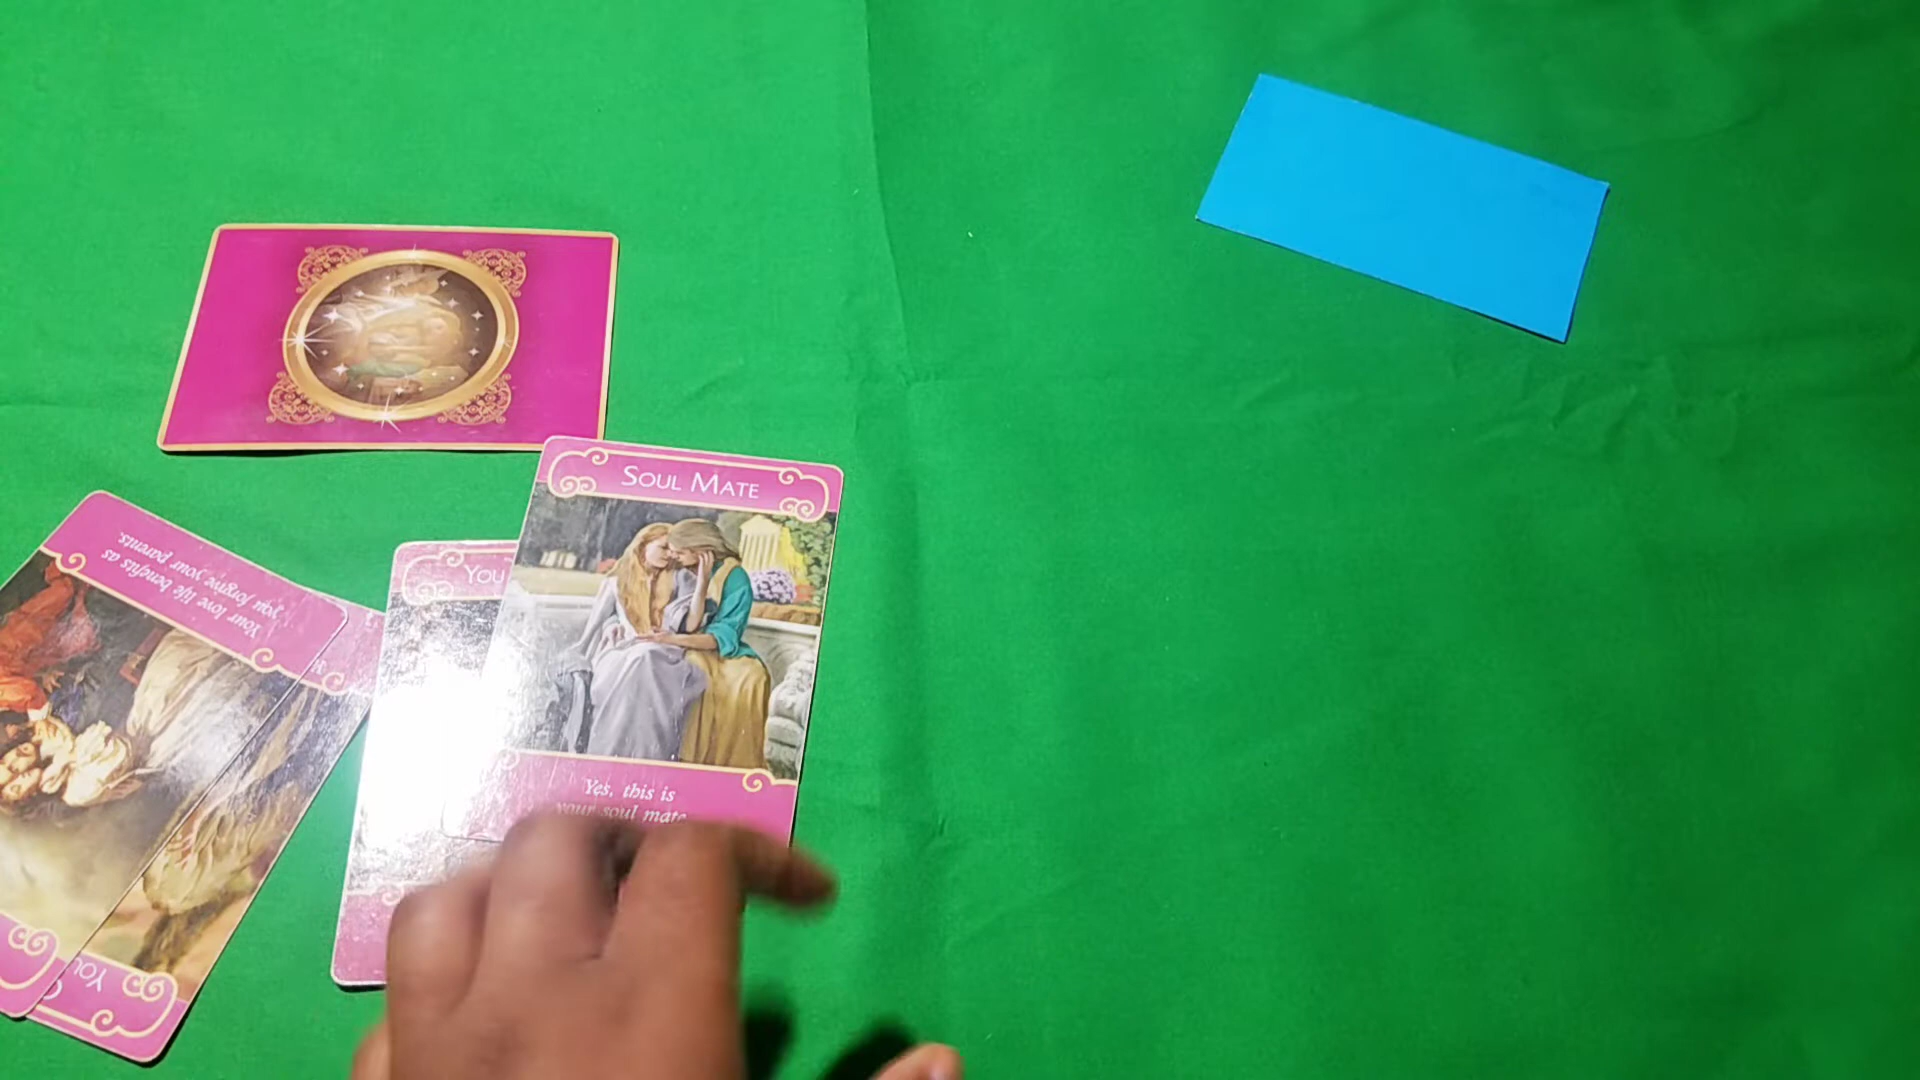 SOUL MATE
Yes, this is
your soul mate
YOU
Your love life benefits as
you forgive your parents.
YOU